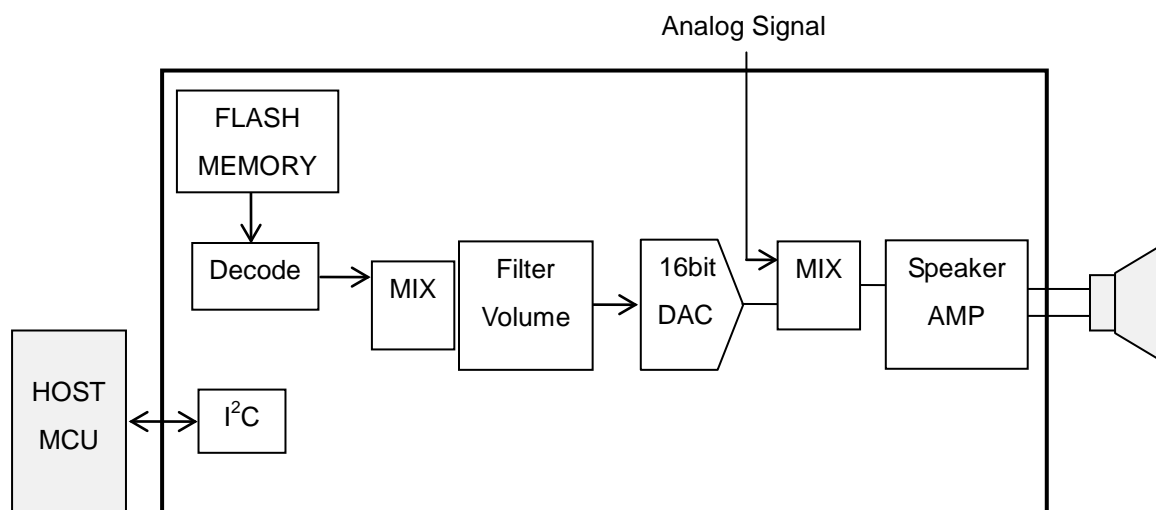 Analog Signal
FLASH
MEMORY
Decode
MIX
Filter
Volume
16bit
DAC
MIX
Speaker
AMP
HOST
MCU
I²C